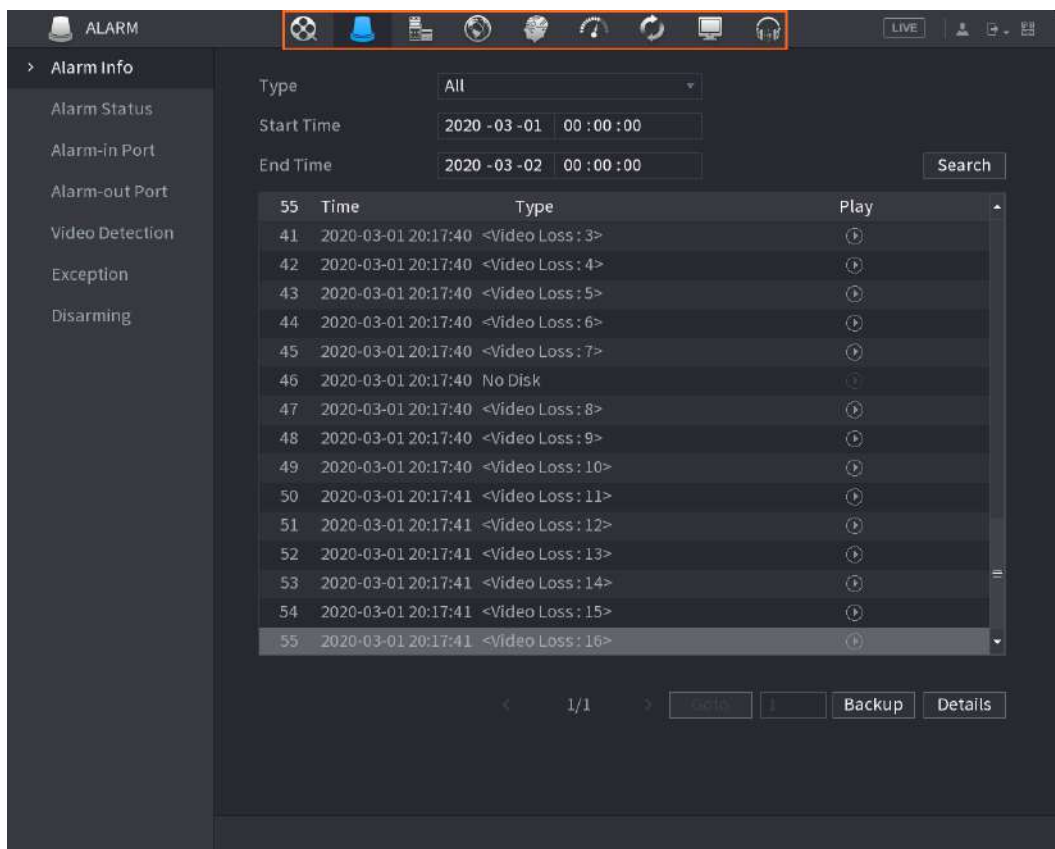 ALARM LIVE
Alarm Info
Alarm Status
Alarm-in Port
Alarm-out Port
Video Detection
Exception
Disarming
Type All
Start Time 2020 -03 -01 00 : 00 : 00
End Time 2020 -03 -02 00 : 00 : 00 Search
55 Time Type Play
41 2020-03-01 20:17:40 <Video Loss : 3>
42 2020-03-01 20:17:40 <Video Loss : 4>
43 2020-03-01 20:17:40 <Video Loss : 5>
44 2020-03-01 20:17:40 <Video Loss : 6>
45 2020-03-01 20:17:40 <Video Loss : 7>
46 2020-03-01 20:17:40 No Disk
47 2020-03-01 20:17:40 <Video Loss : 8>
48 2020-03-01 20:17:40 <Video Loss : 9>
49 2020-03-01 20:17:40 <Video Loss : 10>
50 2020-03-01 20:17:41 <Video Loss : 11>
51 2020-03-01 20:17:41 <Video Loss : 12>
52 2020-03-01 20:17:41 <Video Loss : 13>
53 2020-03-01 20:17:41 <Video Loss : 14>
54 2020-03-01 20:17:41 <Video Loss : 15>
55 2020-03-01 20:17:41 <Video Loss : 16>
< 1/1 > Goto 1 Backup Details